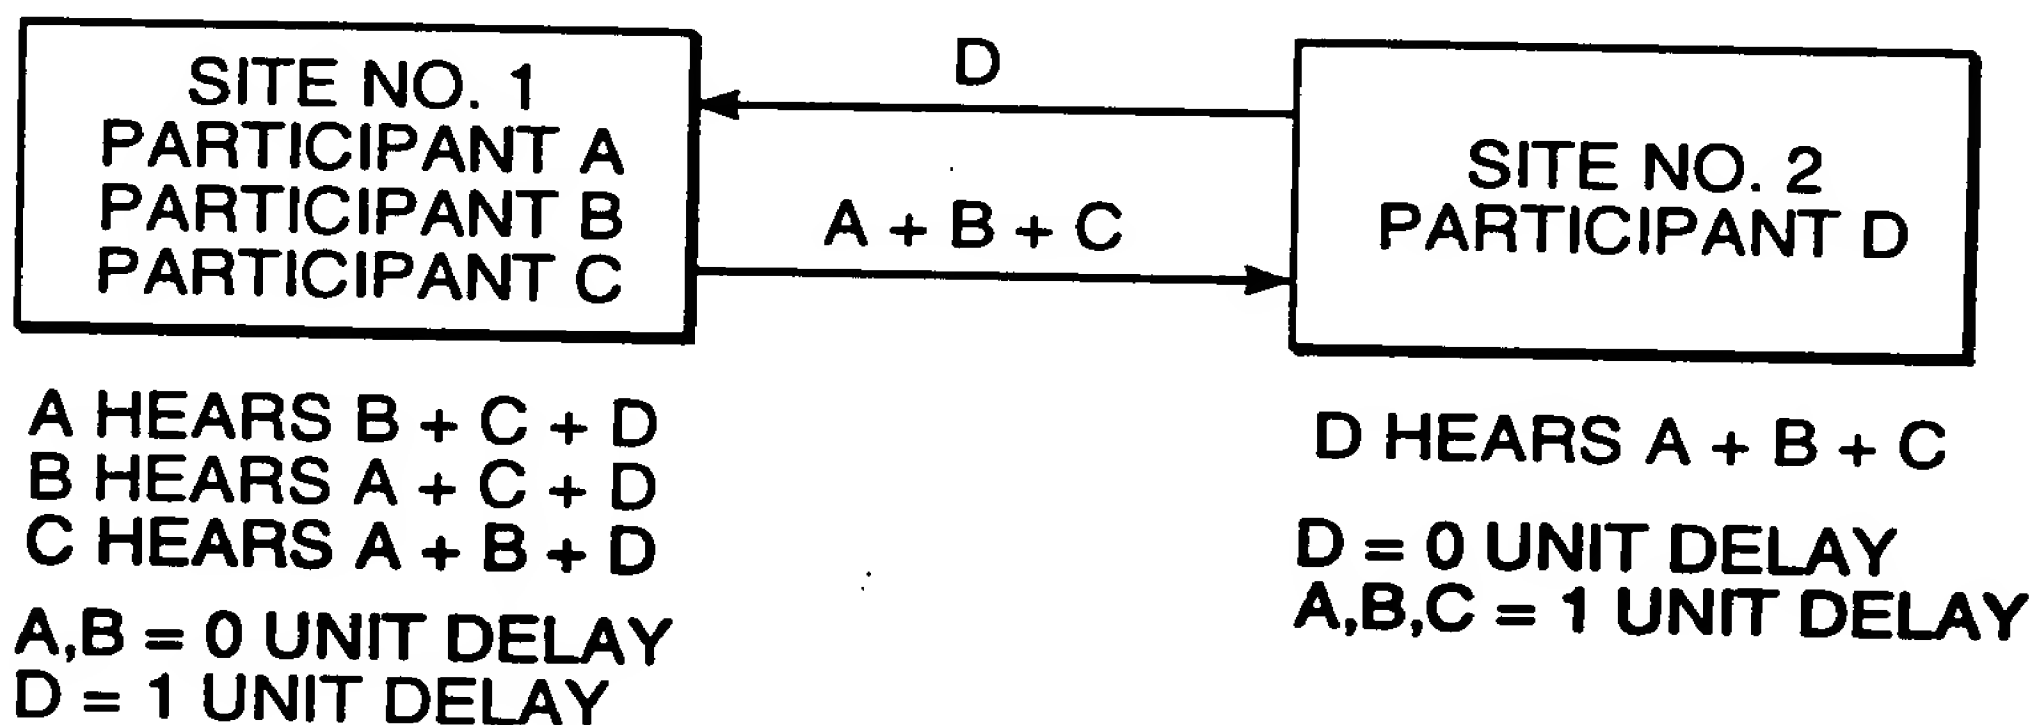 SITE NO. 1
PARTICIPANT A
PARTICIPANT B
PARTICIPANT C
D
A + B + C
SITE NO. 2
PARTICIPANT D
A HEARS B + C + D
B HEARS A + C + D
C HEARS A + B + D
A,B = 0 UNIT DELAY
D = 1 UNIT DELAY
D HEARS A + B + C
D = 0 UNIT DELAY
A,B,C = 1 UNIT DELAY